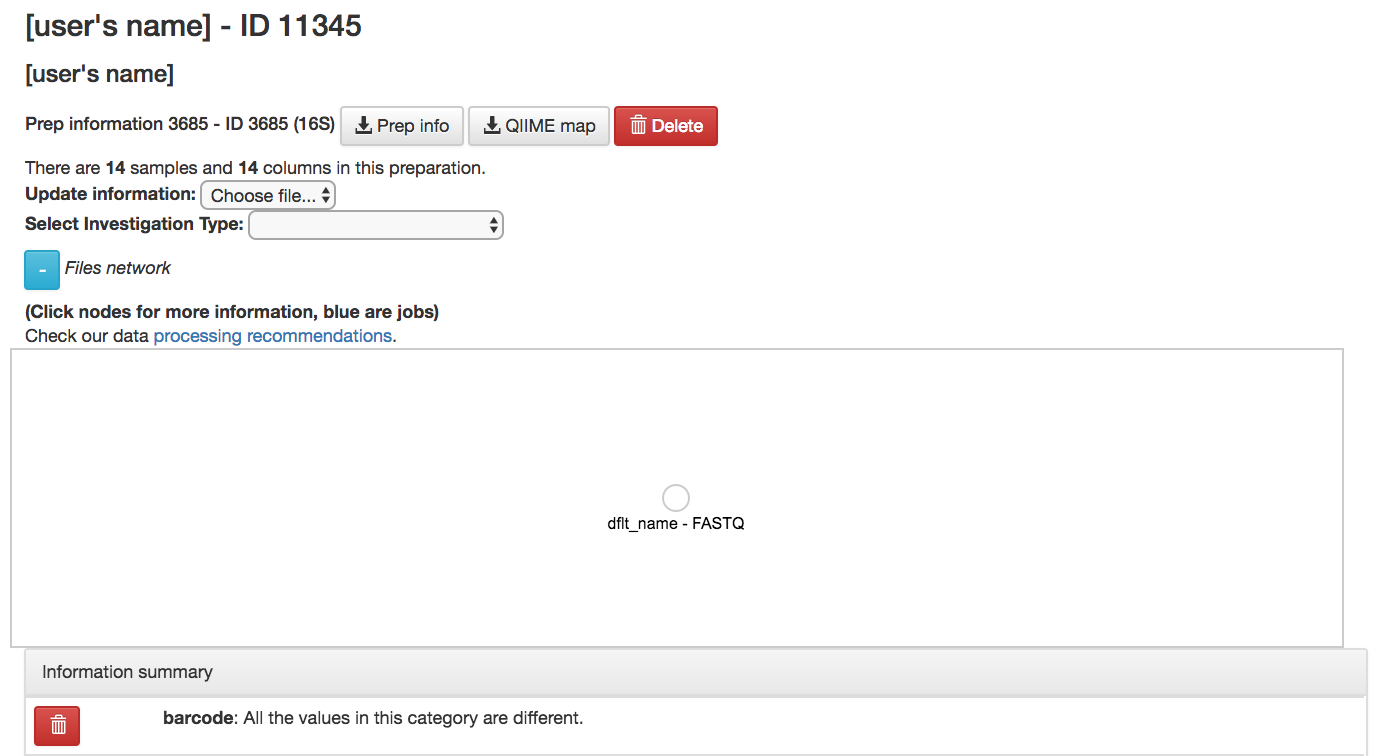 [user's name] - ID 11345
[user's name]
Prep information 3685 - ID 3685 (16S) Prep info QIIME map Delete
There are 14 samples and 14 columns in this preparation.
Update information: Choose file...
Select Investigation Type:
- Files network
(Click nodes for more information, blue are jobs)
Check our data processing recommendations.
dflt_name - FASTQ
Information summary
barcode: All the values in this category are different.